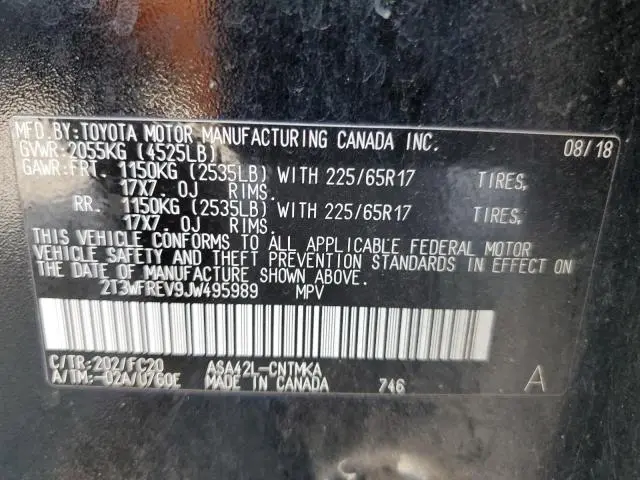 MFD.BY:TOYOTA MOTOR MANUFACTURING CANADA INC. 08/18
GVWR:2055KG (4525LB)
GAWR:FRT. 1150KG (2535LB) WITH 225/65R17 TIRES,
17X7. 0J RIMS.
RR. 1150KG (2535LB) WITH 225/65R17 TIRES,
17X7. 0J RIMS.
THIS VEHICLE CONFORMS TO ALL APPLICABLE FEDERAL MOTOR
VEHICLE SAFETY AND THEFT PREVENTION STANDARDS IN EFFECT ON
THE DATE OF MANUFACTURE SHOWN ABOVE.
2T3WFREV9JW495989 MPV
C/TR:202/FC20 ASA42L-CNTMKA
A/TM:-02A/U760E MADE IN CANADA 746 A